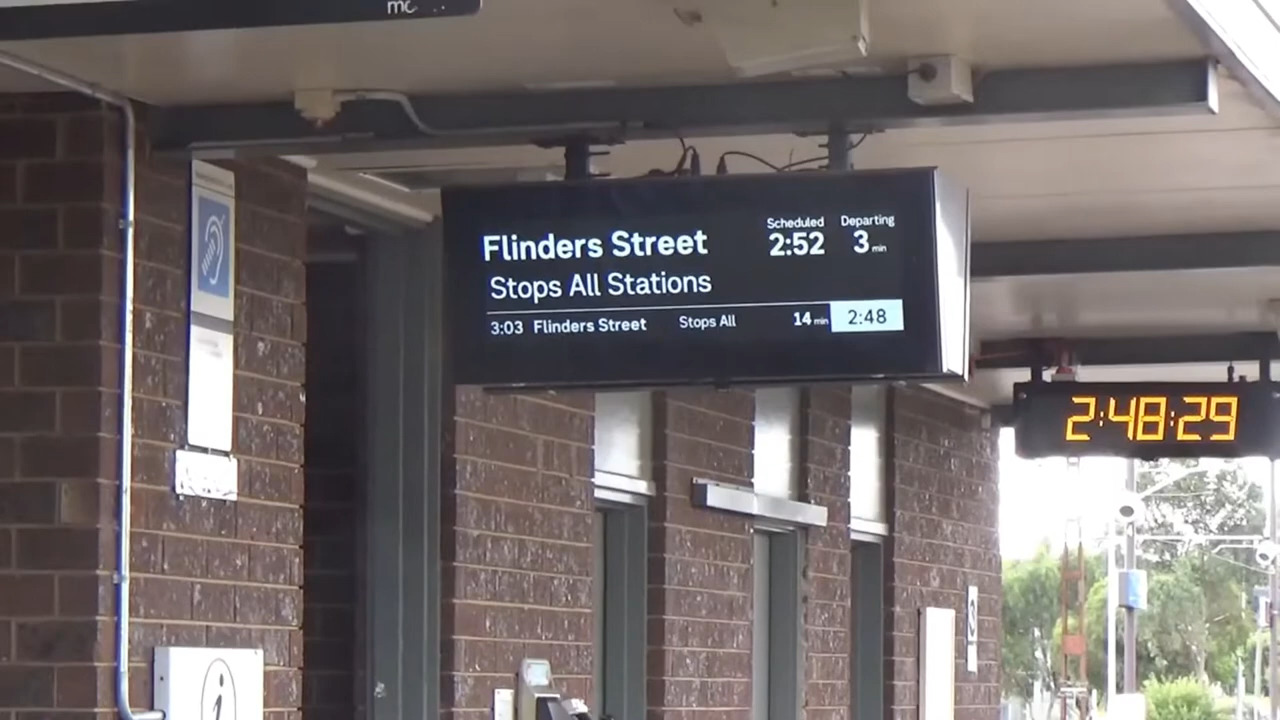 Scheduled Departing
Flinders Street 2:52 3 min
Stops All Stations
3:03 Flinders Street Stops All 14 min 2:48
2:48:29
i